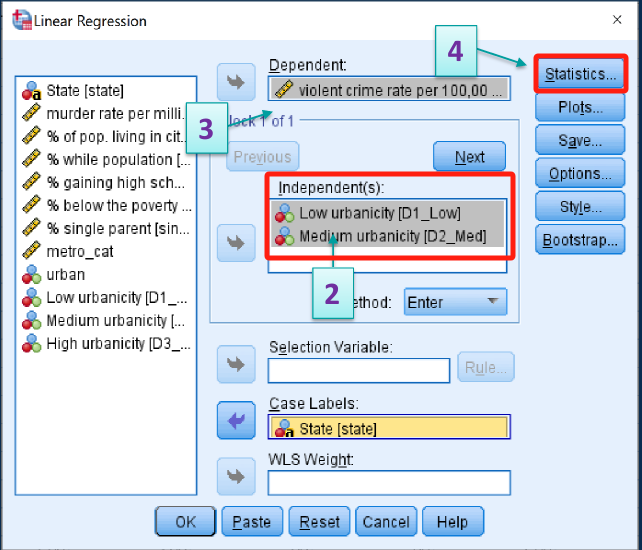 Linear Regression
4
State [state]
murder rate per milli...
% of pop. living in cit...
% while population [...
% gaining high sch...
% below the poverty ...
% single parent [sin...
metro_cat
urban
Low urbanicity [D1_...
Medium urbanicity [...
High urbanicity [D3_...
Dependent:
violent crime rate per 100,00 ...
3
lock 1 of 1
Previous
Next
Independent(s):
Low urbanicity [D1_Low]
Medium urbanicity [D2_Med]
2
ethod:
Enter
Selection Variable:
Rule...
Case Labels:
State [state]
WLS Weight:
Statistics...
Plots...
Save...
Options...
Style...
Bootstrap...
OK
Paste
Reset
Cancel
Help